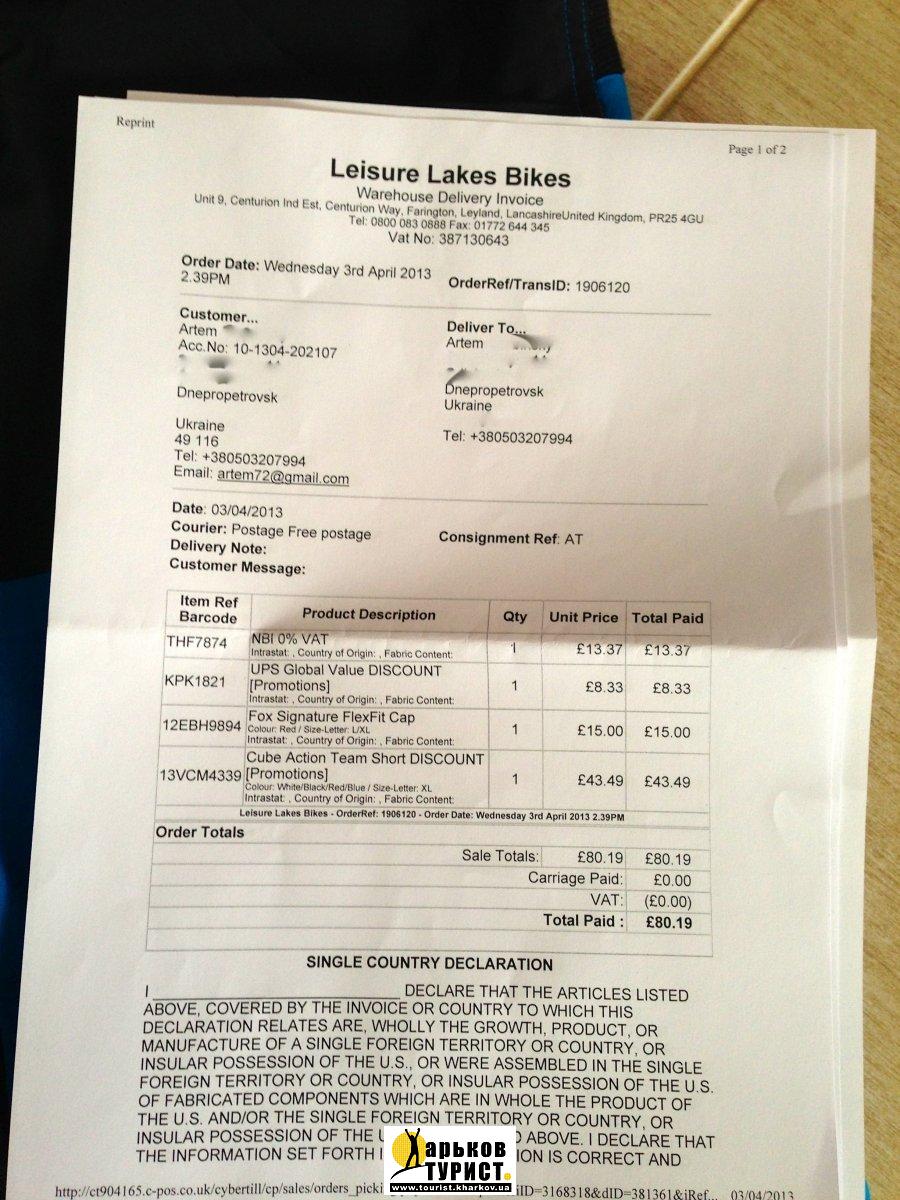 Reprint
Page 1 of 2
Leisure Lakes Bikes
Warehouse Delivery Invoice
Unit 9, Centurion Ind Est, Centurion Way, Farington, Leyland, LancashireUnited Kingdom, PR25 4GU
Tel: 0800 083 0888 Fax: 01772 644 345
Vat No: 387130643
Order Date: Wednesday 3rd April 2013
2.39PM
OrderRef/TransID: 1906120
Customer...
Artem
Acc.No: 10-1304-202107
Dnepropetrovsk
Ukraine
49 116
Tel: +380503207994
Email: artem72@gmail.com
Deliver To...
Artem
Dnepropetrovsk
Ukraine
Tel: +380503207994
Date: 03/04/2013
Courier: Postage Free postage
Consignment Ref: AT
Delivery Note:
Customer Message:
Item Ref Barcode Product Description Qty Unit Price Total Paid
THF7874 NBI 0% VAT 1 £13.37 £13.37
Intrastat: , Country of Origin: , Fabric Content:
KPK1821 UPS Global Value DISCOUNT 1 £8.33 £8.33
[Promotions]
Intrastat: , Country of Origin: , Fabric Content:
12EBH9894 Fox Signature FlexFit Cap 1 £15.00 £15.00
Colour: Red / Size-Letter: L/XL
Intrastat: , Country of Origin: , Fabric Content:
13VCM4339 Cube Action Team Short DISCOUNT 1 £43.49 £43.49
[Promotions]
Colour: White/Black/Red/Blue / Size-Letter: XL
Intrastat: , Country of Origin: , Fabric Content:
Leisure Lakes Bikes - OrderRef: 1906120 - Order Date: Wednesday 3rd April 2013 2.39PM
Order Totals
Sale Totals: £80.19 £80.19
Carriage Paid: £0.00
VAT: (£0.00)
Total Paid : £80.19
SINGLE COUNTRY DECLARATION
I DECLARE THAT THE ARTICLES LISTED
ABOVE, COVERED BY THE INVOICE OR COUNTRY TO WHICH THIS
DECLARATION RELATES ARE, WHOLLY THE GROWTH, PRODUCT, OR
MANUFACTURE OF A SINGLE FOREIGN TERRITORY OR COUNTRY, OR
INSULAR POSSESSION OF THE U.S., OR WERE ASSEMBLED IN THE SINGLE
FOREIGN TERRITORY OR COUNTRY, OR INSULAR POSSESSION OF THE U.S.
OF FABRICATED COMPONENTS WHICH ARE IN WHOLE THE PRODUCT OF
THE U.S. AND/OR THE SINGLE FOREIGN TERRITORY OR COUNTRY, OR
INSULAR POSSESSION OF THE ABOVE. I DECLARE THAT
THE INFORMATION SET FORTH IS CORRECT AND
Харьков
ТУРИСТ.
www.tourist.kharkov.ua
http://ct904165.c-pos.co.uk/cybertill/cp/sales/orders_picki iID=3168318&dID=381361&iRef... 03/04/2013